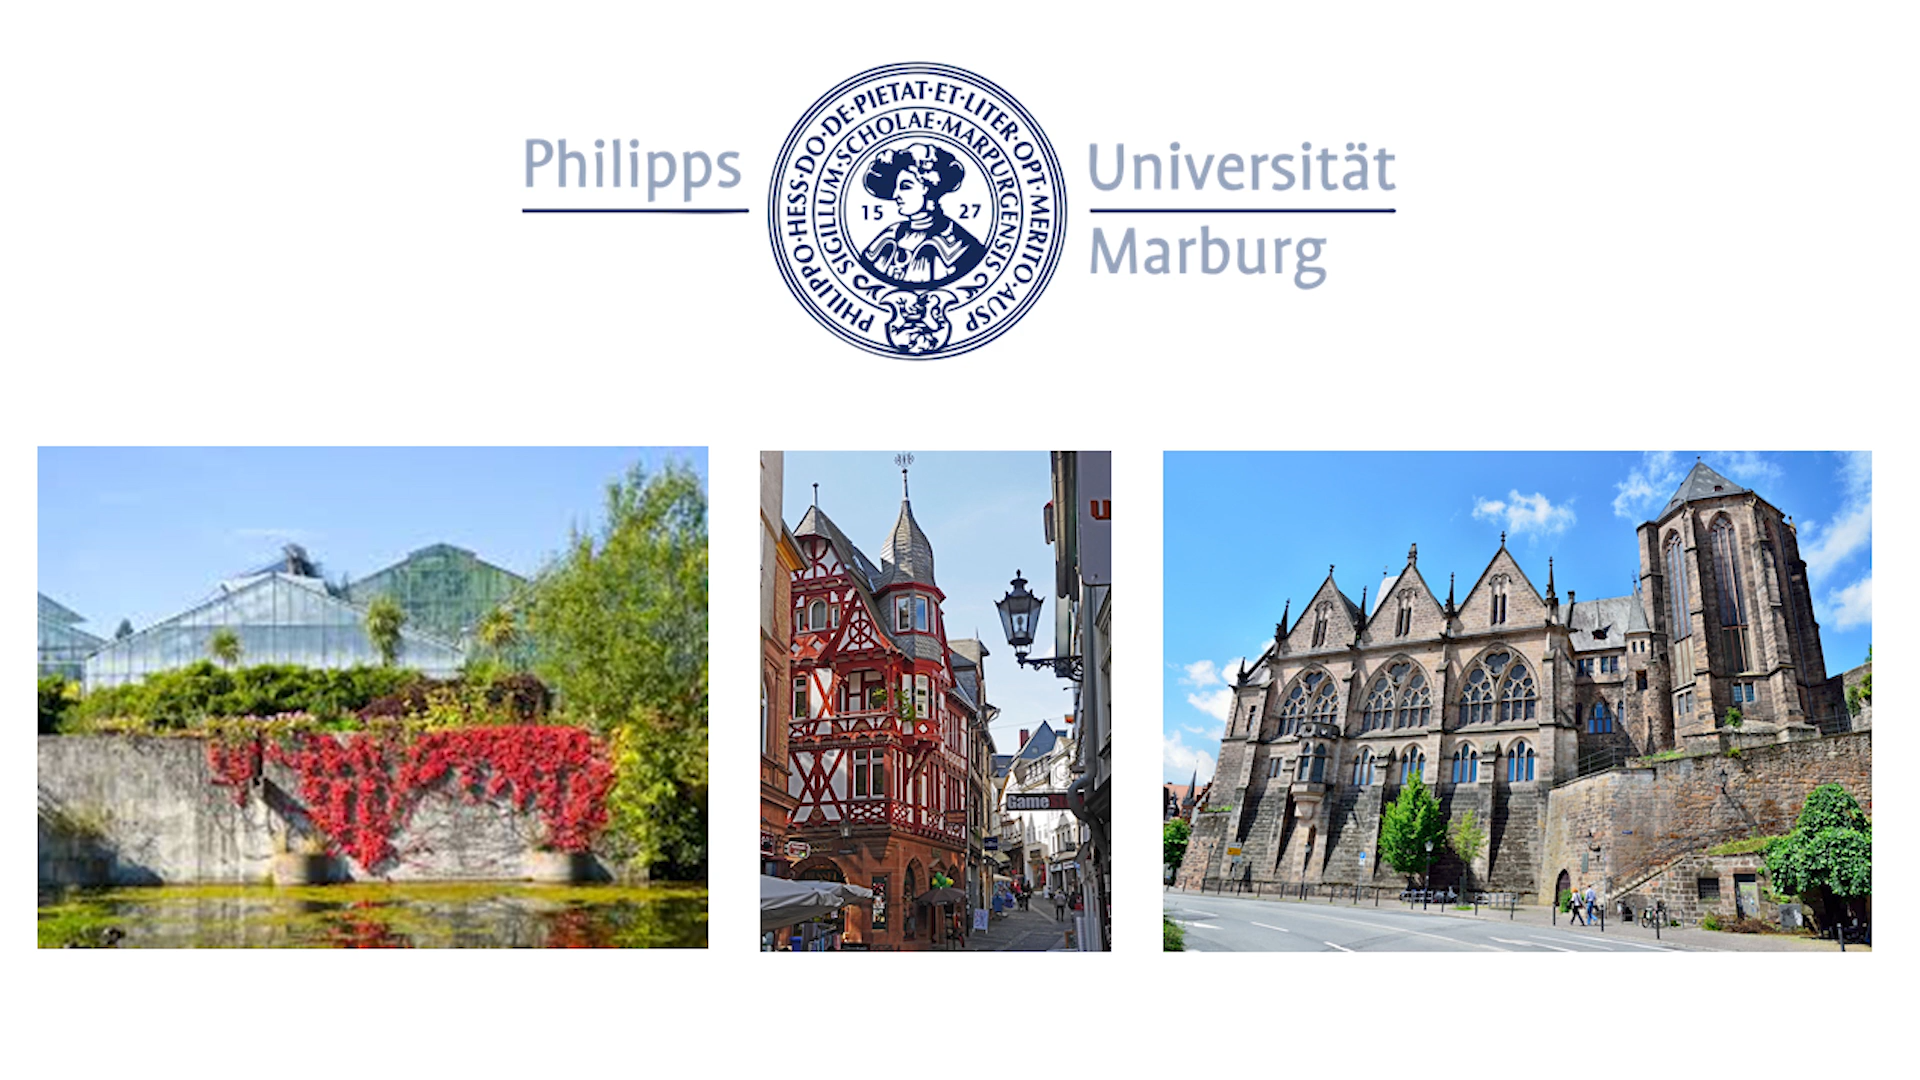 Philipps
PHILIPPO·HESS·DO·DE·PIETAT·ET·LITER·OPT·MERITO·AUSP
SIGILLUM·SCHOLAE·MARPURGENSIS
15 27
Universität
Marburg
Game